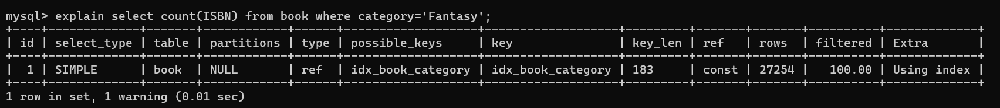 mysql> explain select count(ISBN) from book where category='Fantasy';
+----+-------------+-------+------------+------+-------------------+-------------------+---------+-------+-------+----------+-------------+
| id | select_type | table | partitions | type | possible_keys     | key               | key_len | ref   | rows  | filtered | Extra       |
+----+-------------+-------+------------+------+-------------------+-------------------+---------+-------+-------+----------+-------------+
|  1 | SIMPLE      | book  | NULL       | ref  | idx_book_category | idx_book_category | 183     | const | 27254 |   100.00 | Using index |
+----+-------------+-------+------------+------+-------------------+-------------------+---------+-------+-------+----------+-------------+
1 row in set, 1 warning (0.01 sec)